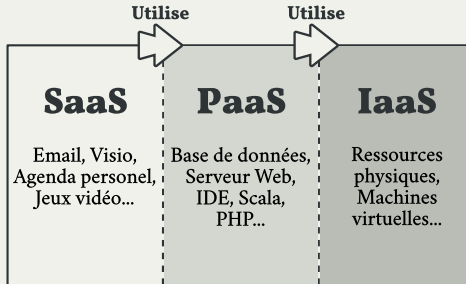 Utilise
Utilise
SaaS
Email, Visio,
Agenda personel,
Jeux vidéo...
PaaS
Base de données,
Serveur Web,
IDE, Scala,
PHP...
IaaS
Ressources
physiques,
Machines
virtuelles...